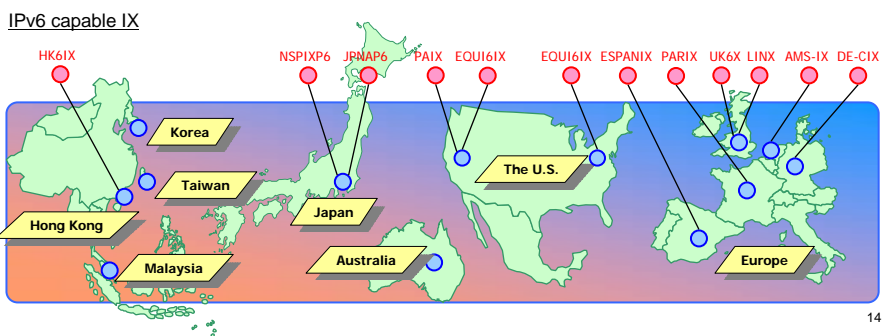 IPv6 capable IX
HK6IX NSPIXP6 JPNAP6 PAIX EQUI6IX EQUI6IX ESPANIX PARIX UK6X LINX AMS-IX DE-CIX
Korea
The U.S.
Taiwan
Japan
Hong Kong
Australia
Europe
Malaysia
14